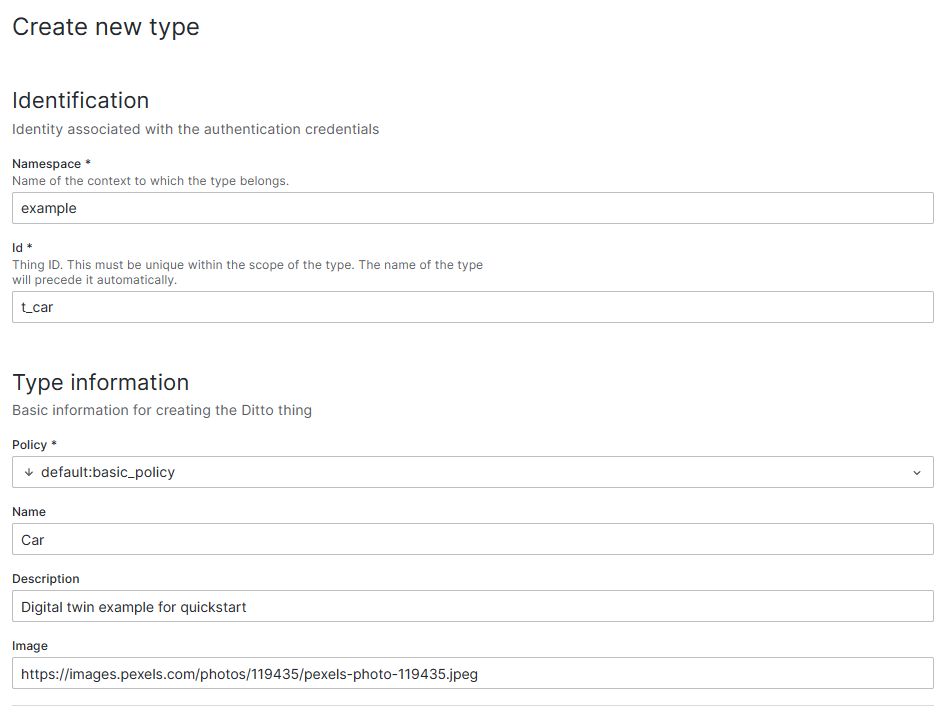 Create new type
Identification
Identity associated with the authentication credentials
Namespace *
Name of the context to which the type belongs.
example
Id *
Thing ID. This must be unique within the scope of the type. The name of the type
will precede it automatically.
t_car
Type information
Basic information for creating the Ditto thing
Policy *
default:basic_policy
Name
Car
Description
Digital twin example for quickstart
Image
https://images.pexels.com/photos/119435/pexels-photo-119435.jpeg